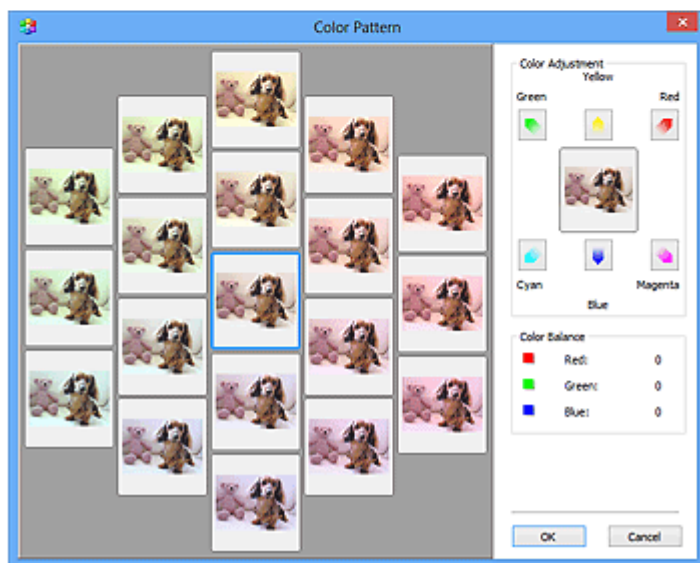 Color Pattern
Color Adjustment
Yellow
Green Red
Cyan Magenta
Blue
Color Balance
Red: 0
Green: 0
Blue: 0
OK Cancel